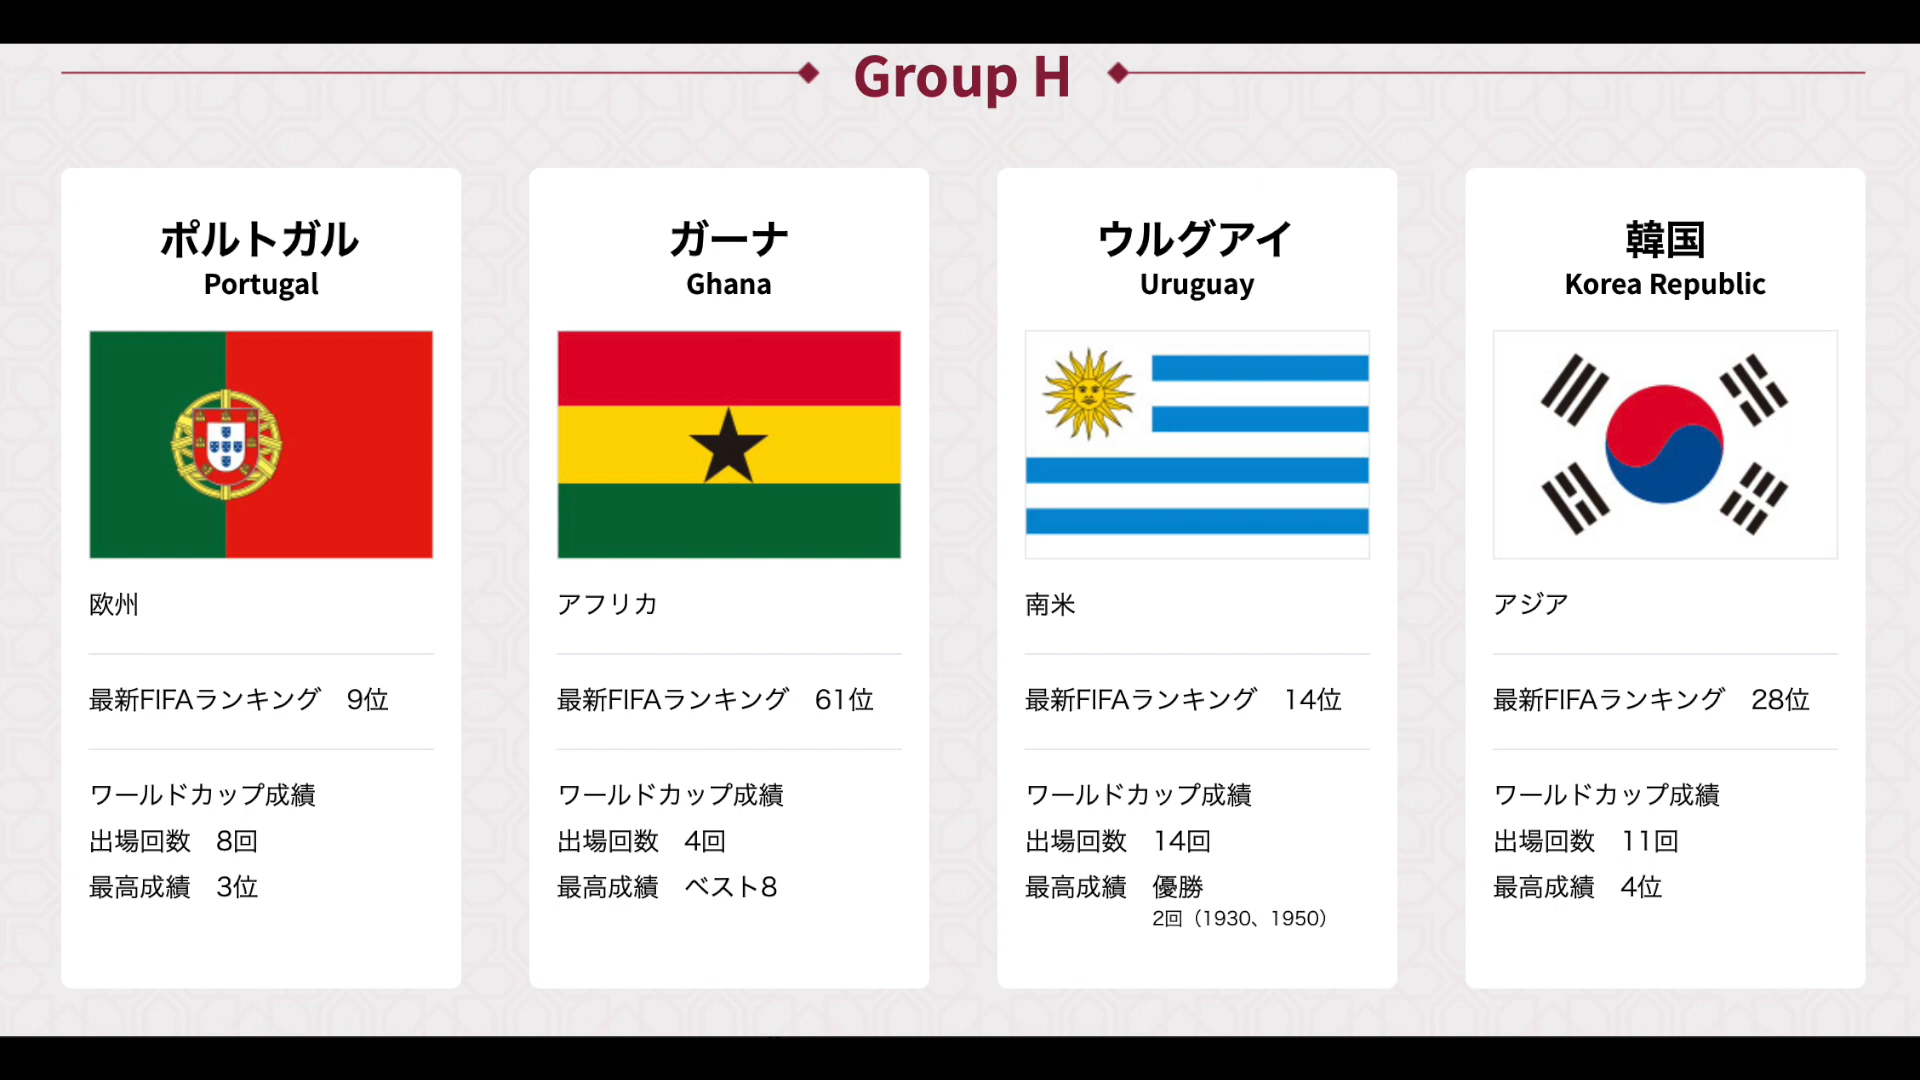 Group H
ポルトガル
Portugal
欧州
最新FIFAランキング　9位
ワールドカップ成績
出場回数　8回
最高成績　3位
ガーナ
Ghana
アフリカ
最新FIFAランキング　61位
ワールドカップ成績
出場回数　4回
最高成績　ベスト8
ウルグアイ
Uruguay
南米
最新FIFAランキング　14位
ワールドカップ成績
出場回数　14回
最高成績　優勝
2回（1930、1950）
韓国
Korea Republic
アジア
最新FIFAランキング　28位
ワールドカップ成績
出場回数　11回
最高成績　4位